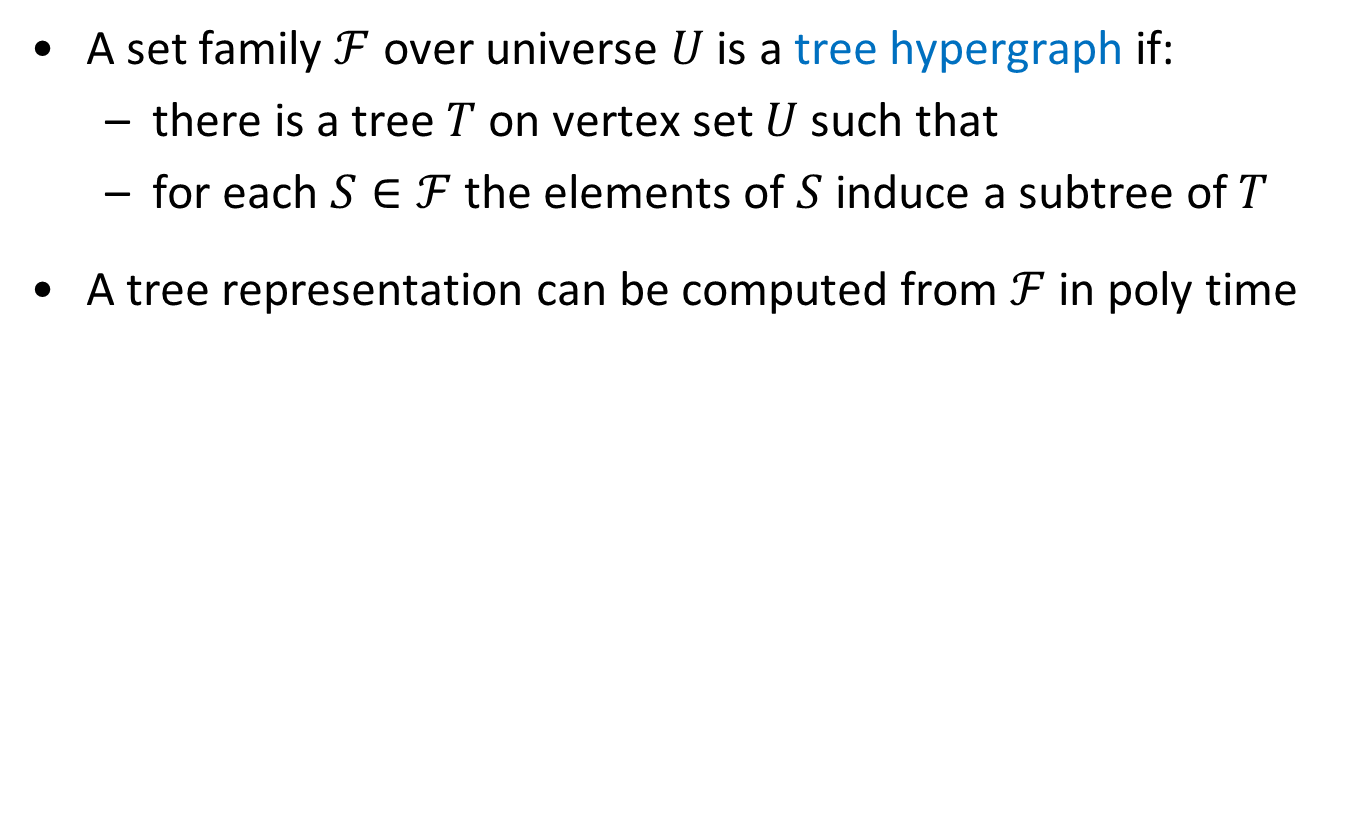 • A set family ℱ over universe 𝑈 is a tree hypergraph if:
– there is a tree 𝑇 on vertex set 𝑈 such that
– for each 𝑆 ∈ ℱ the elements of 𝑆 induce a subtree of 𝑇
• A tree representation can be computed from ℱ in poly time